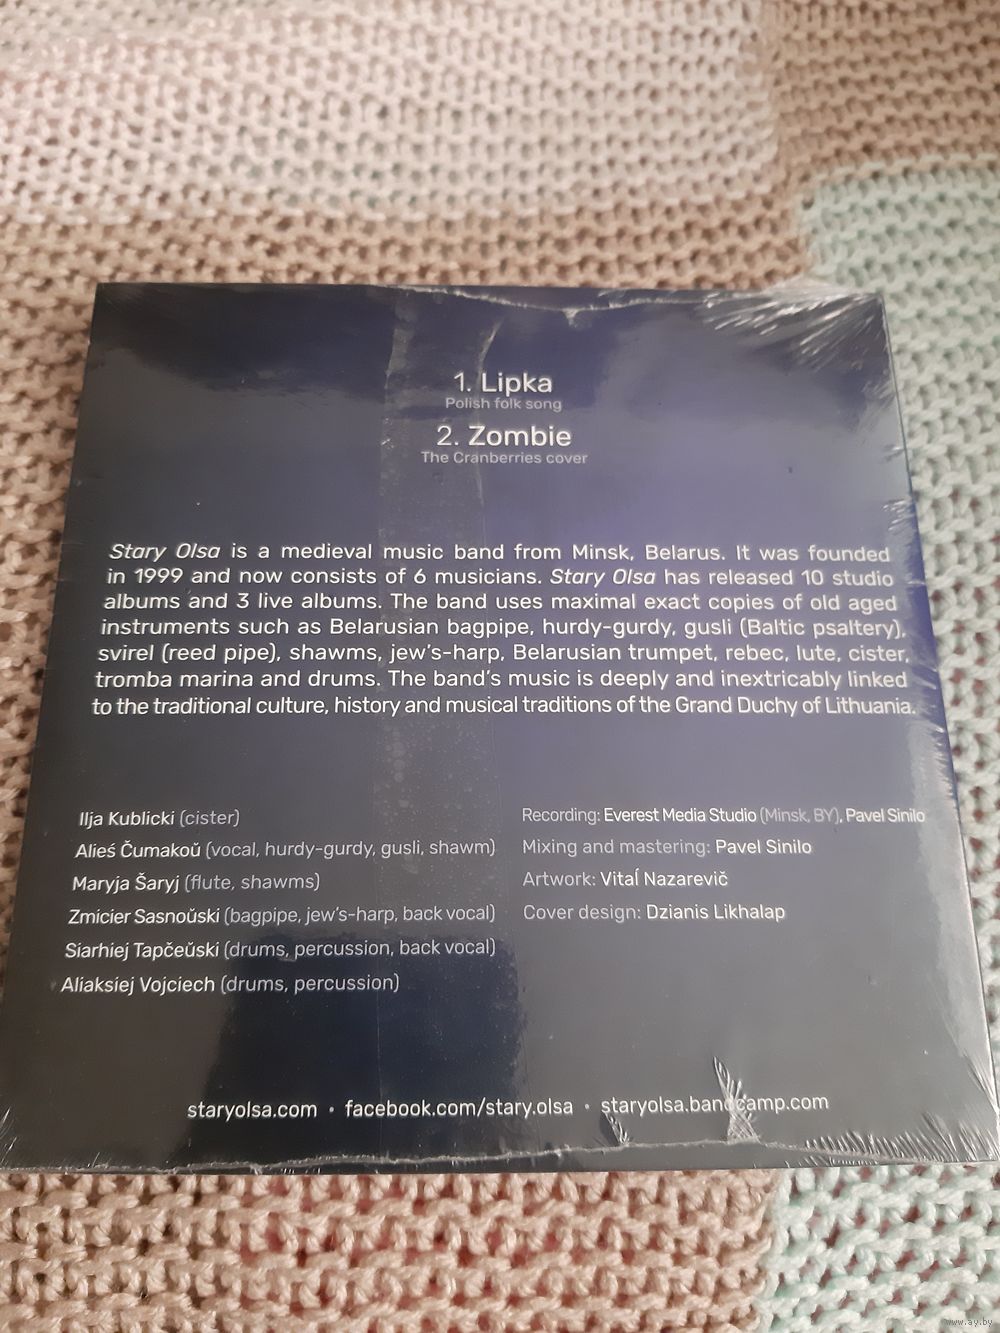 1. Lipka
Polish folk song
2. Zombie
The Cranberries cover
Stary Olsa is a medieval music band from Minsk, Belarus. It was founded
in 1999 and now consists of 6 musicians. Stary Olsa has released 10 studio
albums and 3 live albums. The band uses maximal exact copies of old aged
instruments such as Belarusian bagpipe, hurdy-gurdy, gusli (Baltic psaltery),
svirel (reed pipe), shawms, jew's-harp, Belarusian trumpet, rebec, lute, cister,
tromba marina and drums. The band's music is deeply and inextricably linked
to the traditional culture, history and musical traditions of the Grand Duchy of Lithuania.
Ilja Kublicki (cister)
Alieś Čumakoŭ (vocal, hurdy-gurdy, gusli, shawm)
Maryja Šaryj (flute, shawms)
Zmicier Sasnoŭski (bagpipe, jew's-harp, back vocal)
Siarhiej Tapčeŭski (drums, percussion, back vocal)
Aliaksiej Vojciech (drums, percussion)
Recording: Everest Media Studio (Minsk, BY), Pavel Sinilo
Mixing and mastering: Pavel Sinilo
Artwork: Vitaĺ Nazarevič
Cover design: Dzianis Likhalap
staryolsa.com • facebook.com/stary.olsa • staryolsa.bandcamp.com
www.ay.by